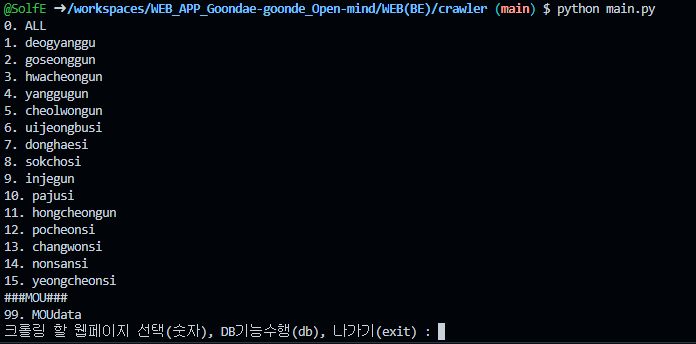 @SolfE ➜/workspaces/WEB_APP_Goondae-goonde_Open-mind/WEB(BE)/crawler (main) $ python main.py
0. ALL
1. deogyanggu
2. goseonggun
3. hwacheongun
4. yanggugun
5. cheolwongun
6. uijeongbusi
7. donghaesi
8. sokchosi
9. injegun
10. pajusi
11. hongcheongun
12. pocheonsi
13. changwonsi
14. nonsansi
15. yeongcheonsi
###MOU###
99. MOUdata
크롤링 할 웹페이지 선택(숫자), DB기능수행(db), 나가기(exit) :